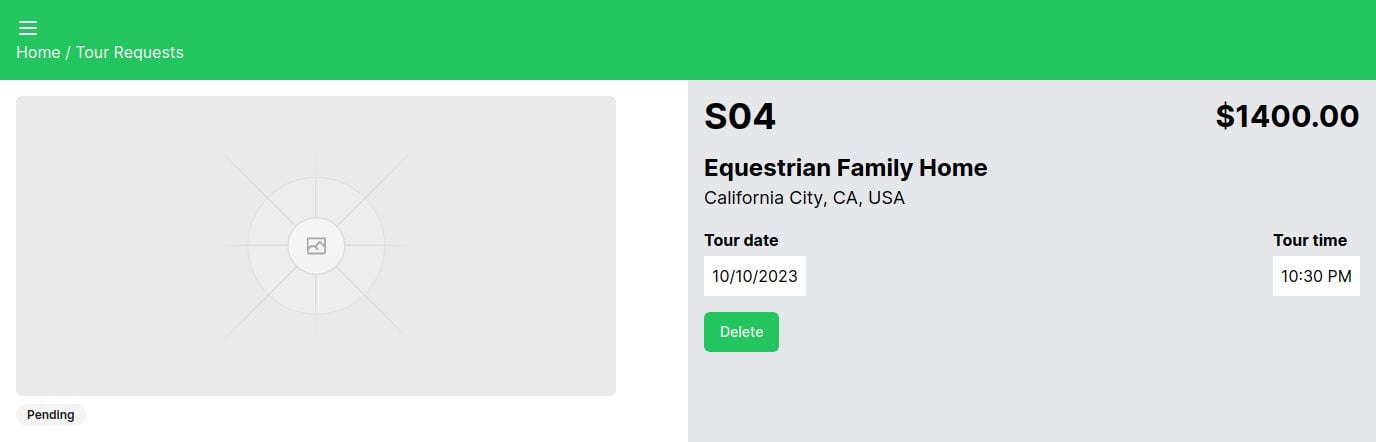 Home / Tour Requests
Pending
S04
$1400.00
Equestrian Family Home
California City, CA, USA
Tour date
Tour time
10/10/2023
10:30 PM
Delete